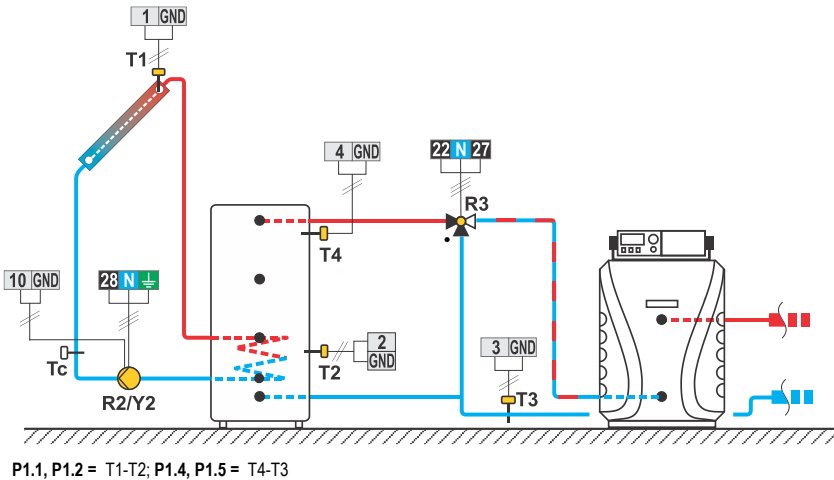 1 GND
T1
4 GND
22 N 27
R3
T4
10 GND
28 N
2
GND
3 GND
Tc
T2
T3
R2/Y2
P1.1, P1.2 = T1-T2; P1.4, P1.5 = T4-T3